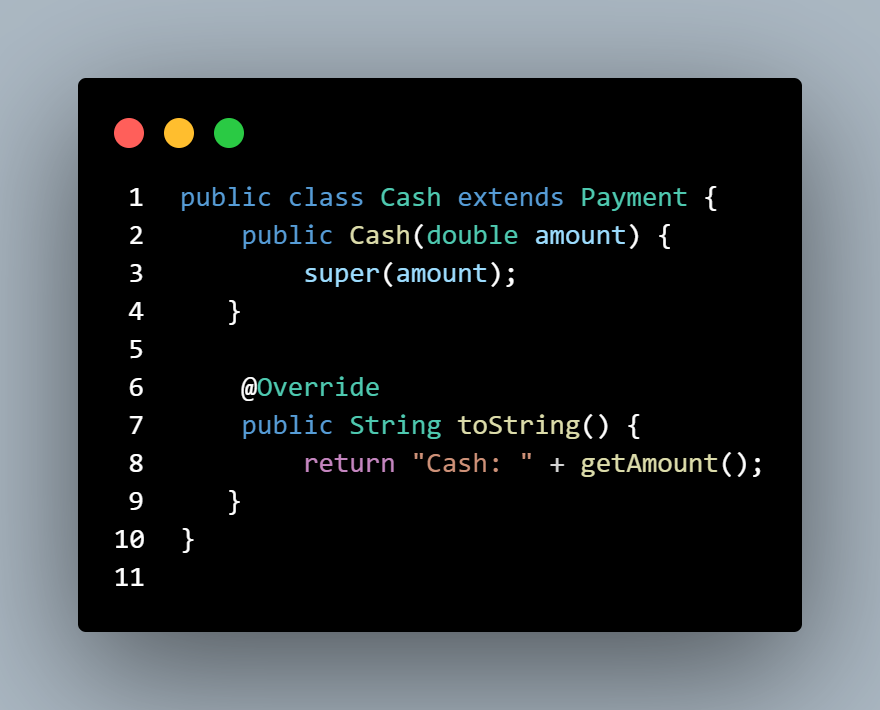 1 public class Cash extends Payment {
2     public Cash(double amount) {
3         super(amount);
4    }
5
6     @Override
7     public String toString() {
8         return "Cash: " + getAmount();
9    }
10 }
11